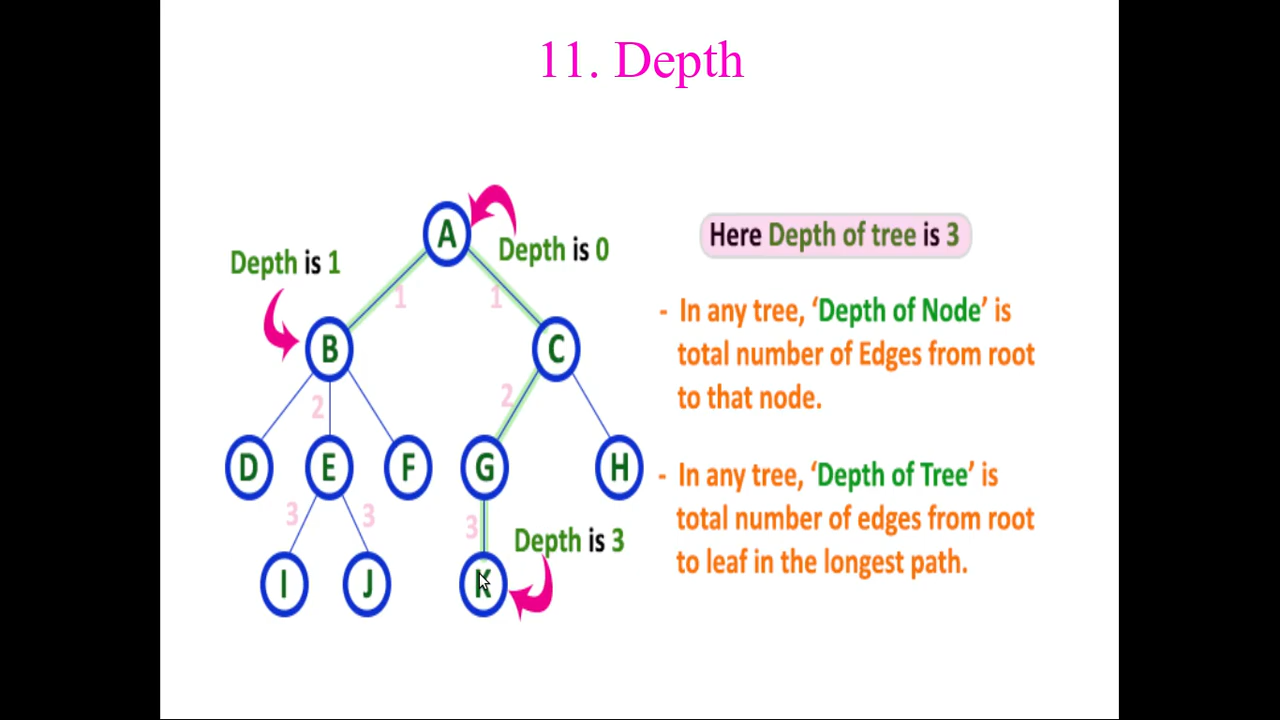 11. Depth
A
Depth is 0
Depth is 1
1
1
B
C
2
2
D
E
F
G
H
3
3
3
Depth is 3
I
J
K
Here Depth of tree is 3
- In any tree, ‘Depth of Node’ is
total number of Edges from root
to that node.
- In any tree, ‘Depth of Tree’ is
total number of edges from root
to leaf in the longest path.